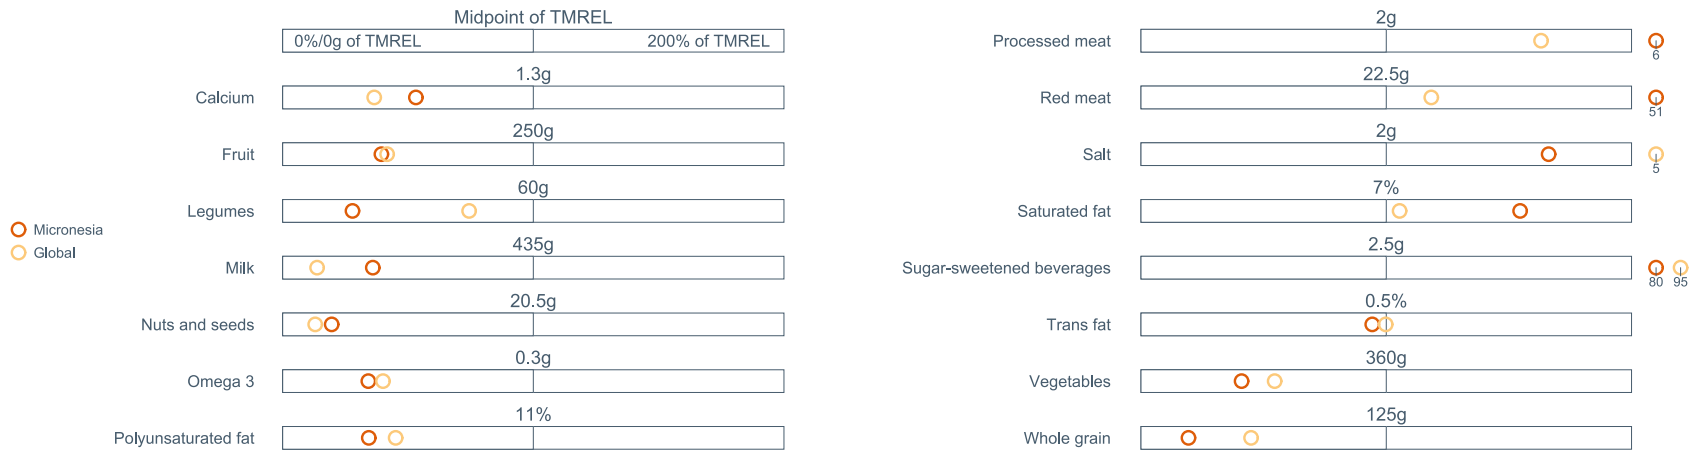 Midpoint of TMREL
0%/0g of TMREL 200% of TMREL
1.3g
Calcium
250g
Fruit
60g
Legumes
435g
Milk
20.5g
Nuts and seeds
0.3g
Omega 3
11%
Polyunsaturated fat
Micronesia
Global
2g
Processed meat
6
22.5g
Red meat
51
2g
Salt
5
7%
Saturated fat
2.5g
Sugar-sweetened beverages
80 95
0.5%
Trans fat
360g
Vegetables
125g
Whole grain